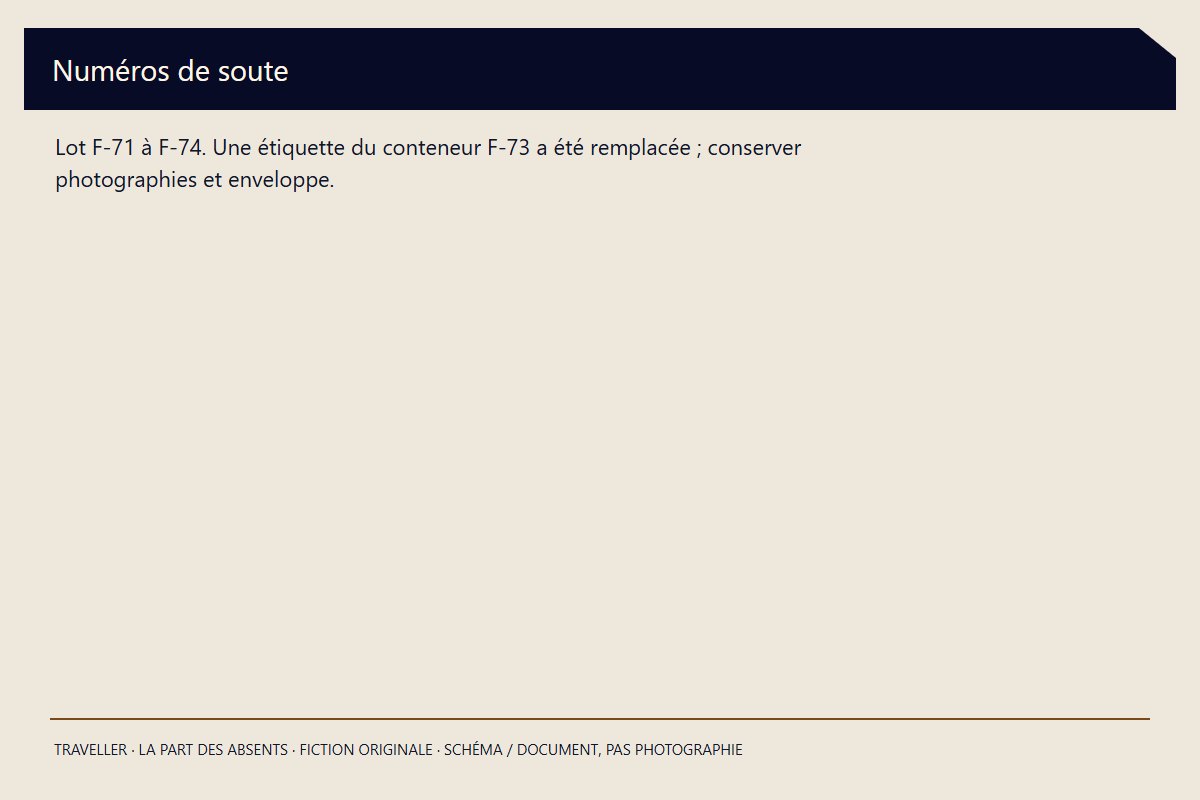 Numéros de soute
Lot F-71 à F-74. Une étiquette du conteneur F-73 a été remplacée ; conserver
photographies et enveloppe.
TRAVELLER · LA PART DES ABSENTS · FICTION ORIGINALE · SCHÉMA / DOCUMENT, PAS PHOTOGRAPHIE